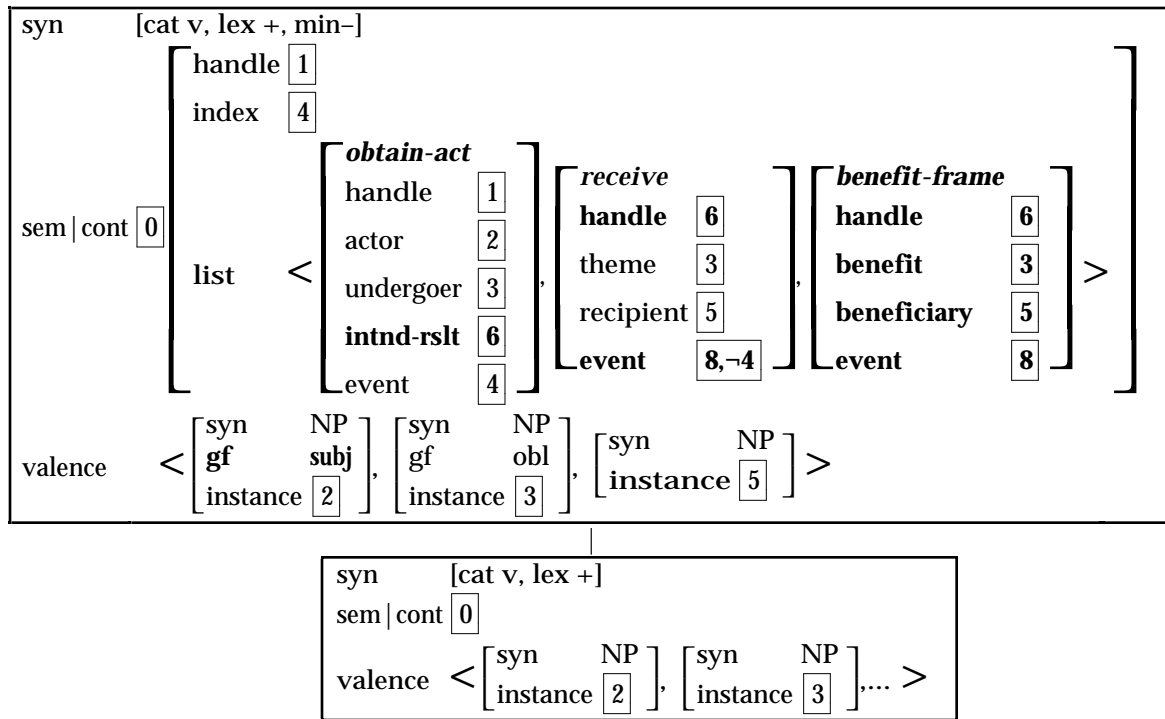 syn [cat v, lex +, min–]
handle 1
index 4
sem|cont 0
list < obtain-act
handle 1
actor 2
undergoer 3
intnd-rslt 6
event 4
,
receive
handle 6
theme 3
recipient 5
event 8,¬4
,
benefit-frame
handle 6
benefit 3
beneficiary 5
event 8
>
valence < syn NP
gf subj
instance 2
,
syn NP
gf obl
instance 3
,
syn NP
instance 5
>
syn [cat v, lex +]
sem|cont 0
valence < syn NP
instance 2
,
syn NP
instance 3
,... >